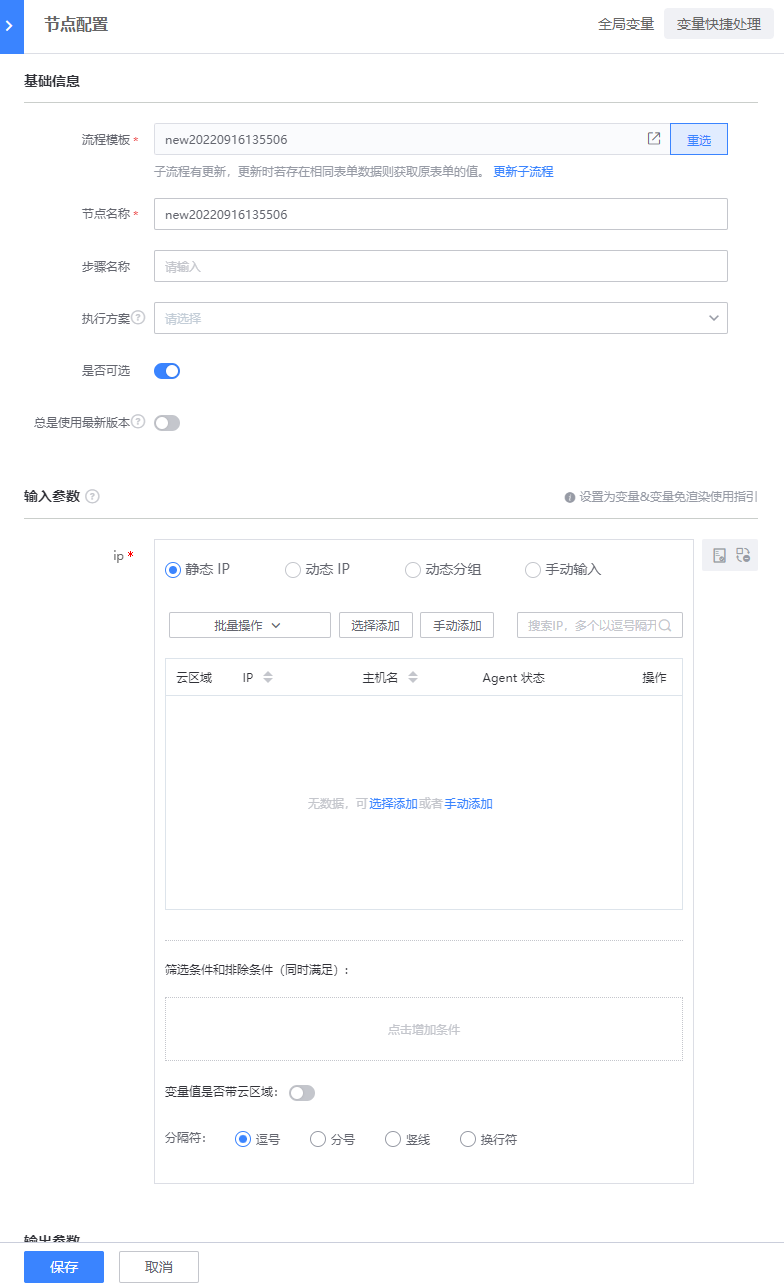 节点配置
全局变量
变量快捷处理
基础信息
流程模板 *
new20220916135506
重选
子流程有更新，更新时若存在相同表单数据则获取原表单的值。 更新子流程
节点名称 *
new20220916135506
步骤名称
请输入
执行方案 ?
请选择
是否可选
总是使用最新版本 ?
输入参数 ?
设置为变量&变量免渲染使用指引
ip *
静态 IP
动态 IP
动态分组
手动输入
批量操作
选择添加
手动添加
搜索IP，多个以逗号隔开
云区域
IP
主机名
Agent 状态
操作
无数据，可选择添加或者手动添加
筛选条件和排除条件（同时满足）:
点击增加条件
变量值是否带云区域:
分隔符:
逗号
分号
竖线
换行符
输出参数
保存
取消